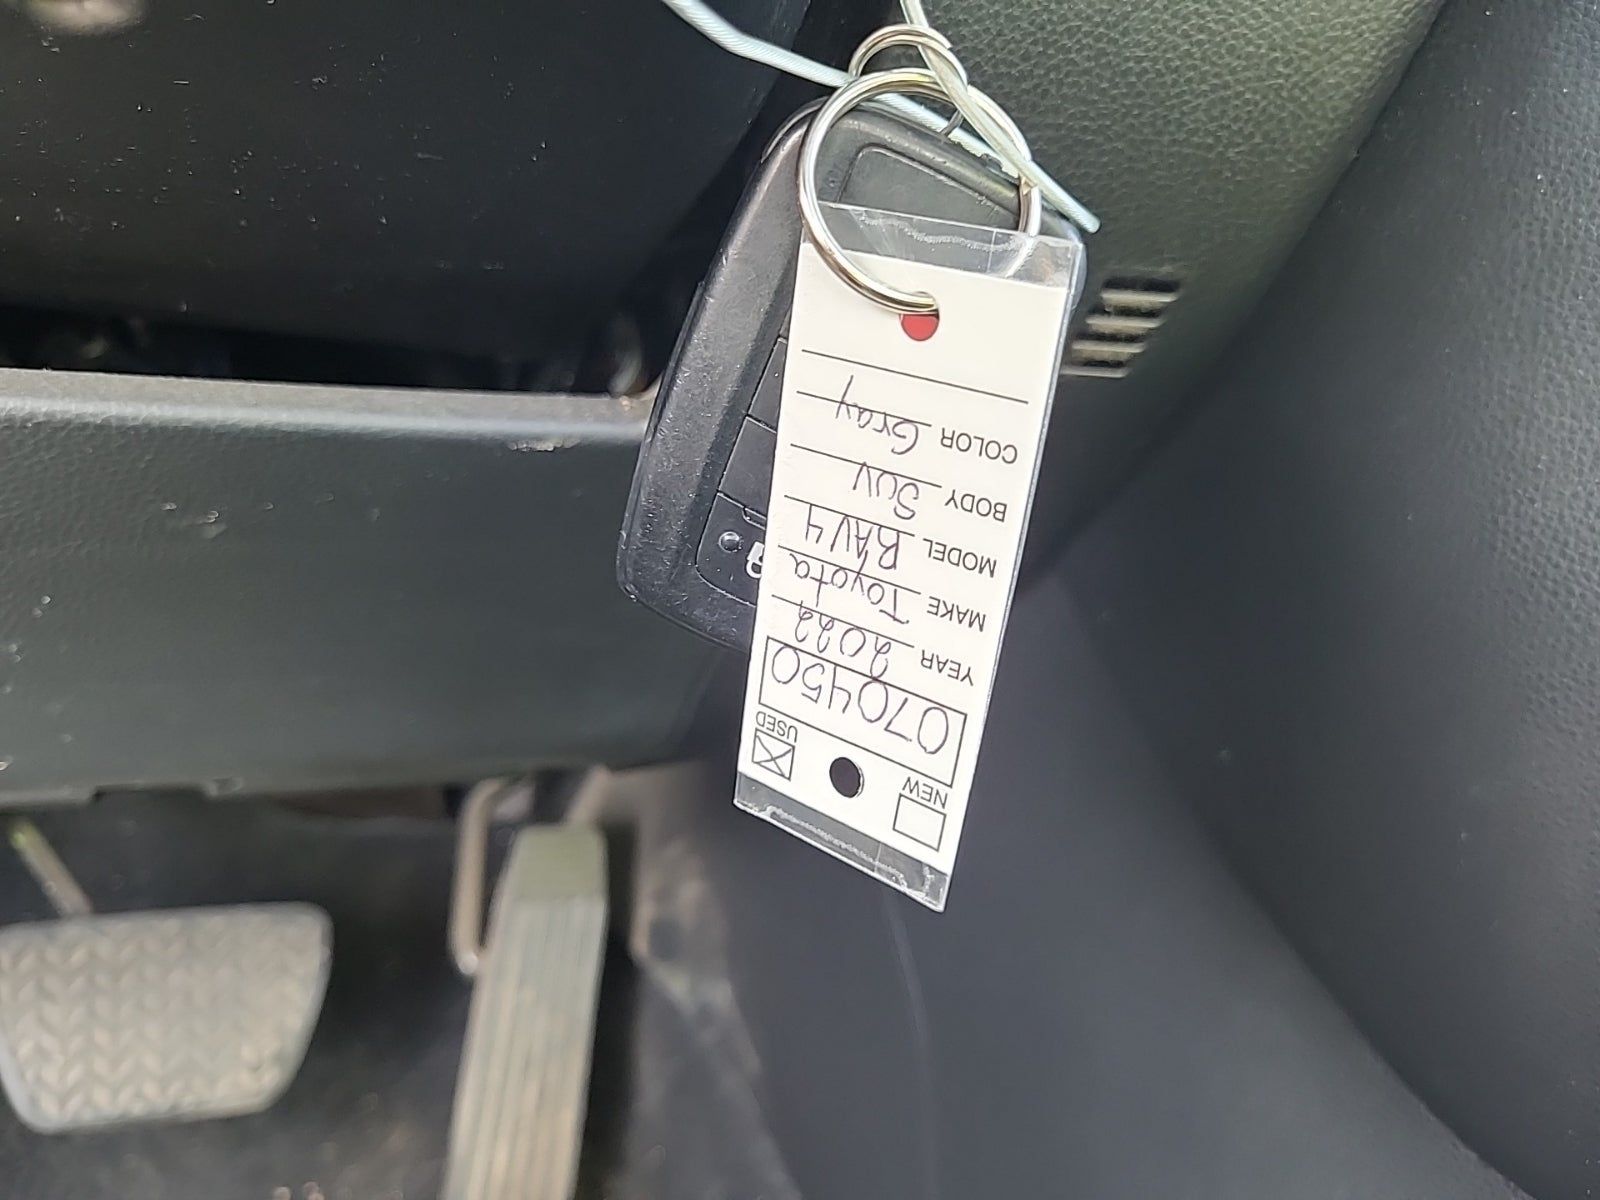 NEW USED
070450
YEAR 2022
MAKE Toyota
MODEL RAV4
BODY SUV
COLOR Gray